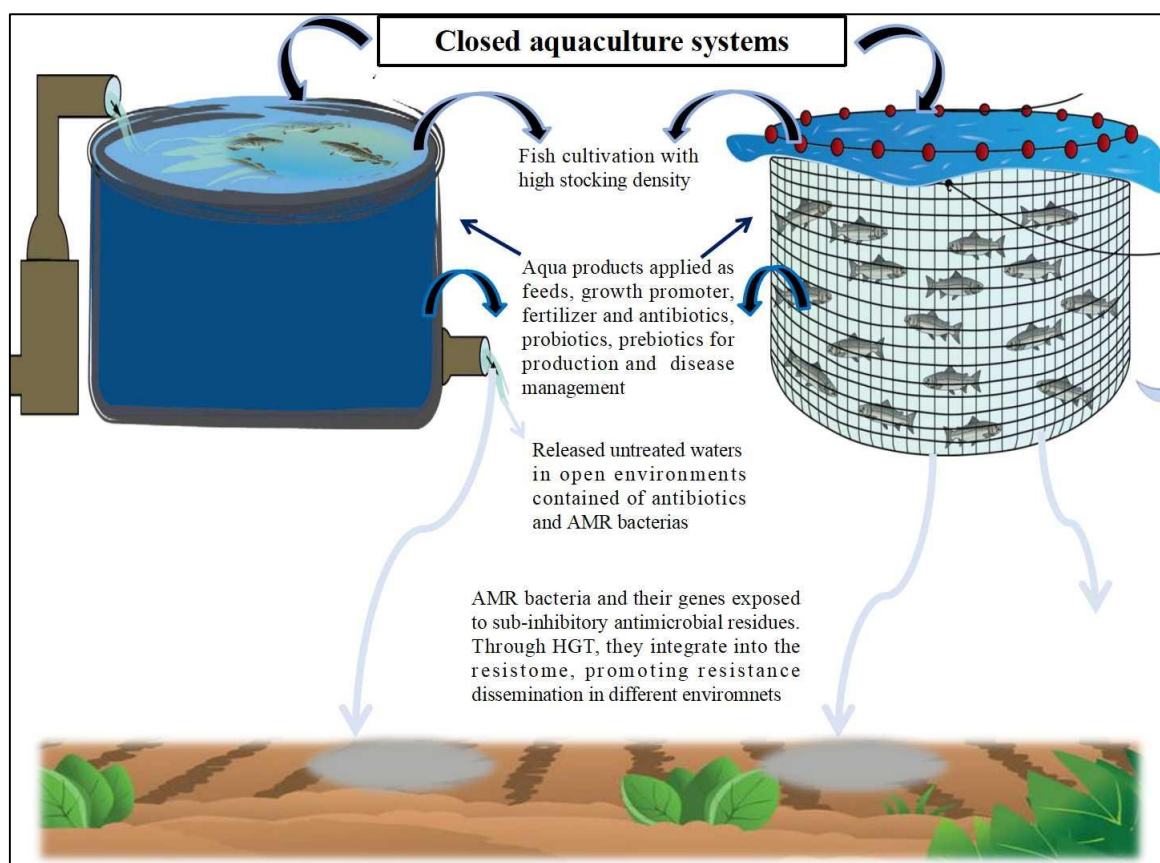 Closed aquaculture systems
Fish cultivation with
high stocking density
Aqua products applied as
feeds, growth promoter,
fertilizer and antibiotics,
probiotics, prebiotics for
production and disease
management
Released untreated waters
in open environments
contained of antibiotics
and AMR bacterias
AMR bacteria and their genes exposed
to sub-inhibitory antimicrobial residues.
Through HGT, they integrate into the
resistome, promoting resistance
dissemination in different enviromnets